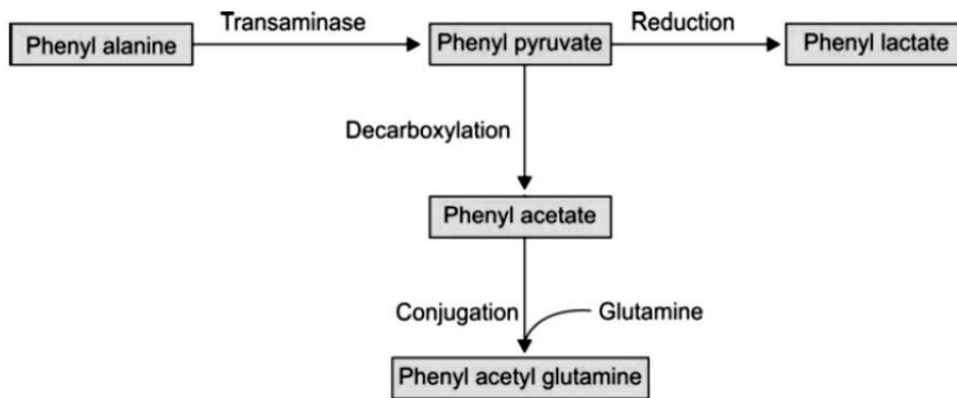 Phenyl alanine
Transaminase
Phenyl pyruvate
Reduction
Phenyl lactate
Decarboxylation
Phenyl acetate
Conjugation
Glutamine
Phenyl acetyl glutamine